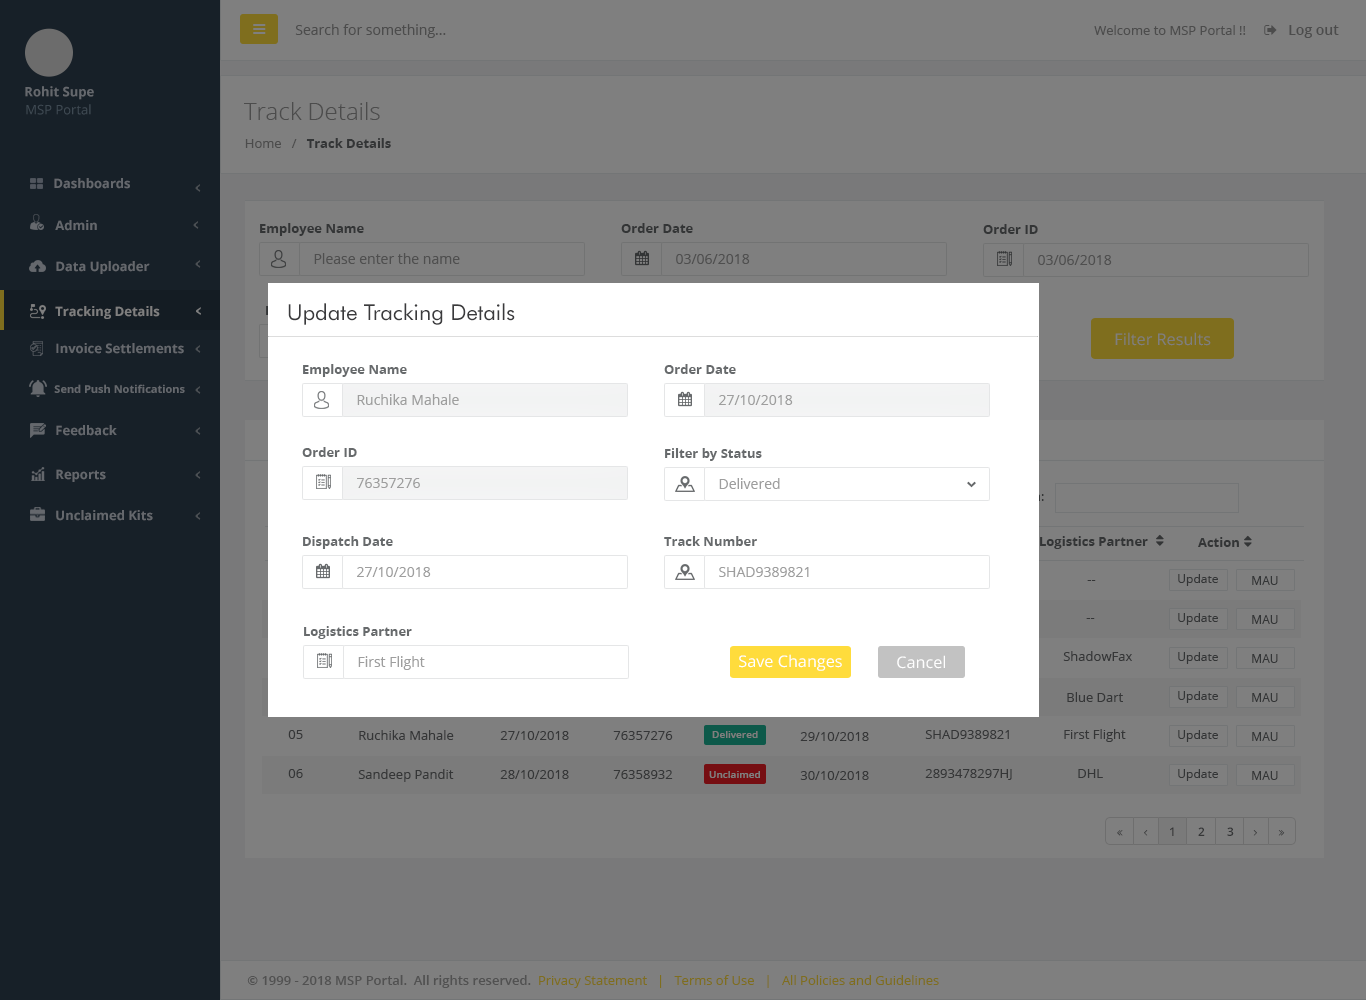 Search for something...
Welcome to MSP Portal !!
Log out
Rohit Supe
MSP Portal
Dashboards
Admin
Data Uploader
Tracking Details
Invoice Settlements
Send Push Notifications
Feedback
Reports
Unclaimed Kits
Track Details
Home / Track Details
Employee Name
Order Date
Order ID
Please enter the name
03/06/2018
03/06/2018
Filter Results
Update Tracking Details
Employee Name
Order Date
Ruchika Mahale
27/10/2018
Order ID
Filter by Status
76357276
Delivered
Dispatch Date
Track Number
27/10/2018
SHAD9389821
Logistics Partner
First Flight
Save Changes
Cancel
Logistics Partner Action
-- Update MAU
-- Update MAU
ShadowFax Update MAU
Blue Dart Update MAU
05 Ruchika Mahale 27/10/2018 76357276 Delivered 29/10/2018 SHAD9389821 First Flight Update MAU
06 Sandeep Pandit 28/10/2018 76358932 Unclaimed 30/10/2018 2893478297HJ DHL Update MAU
« ‹ 1 2 3 › »
© 1999 - 2018 MSP Portal. All rights reserved. Privacy Statement | Terms of Use | All Policies and Guidelines